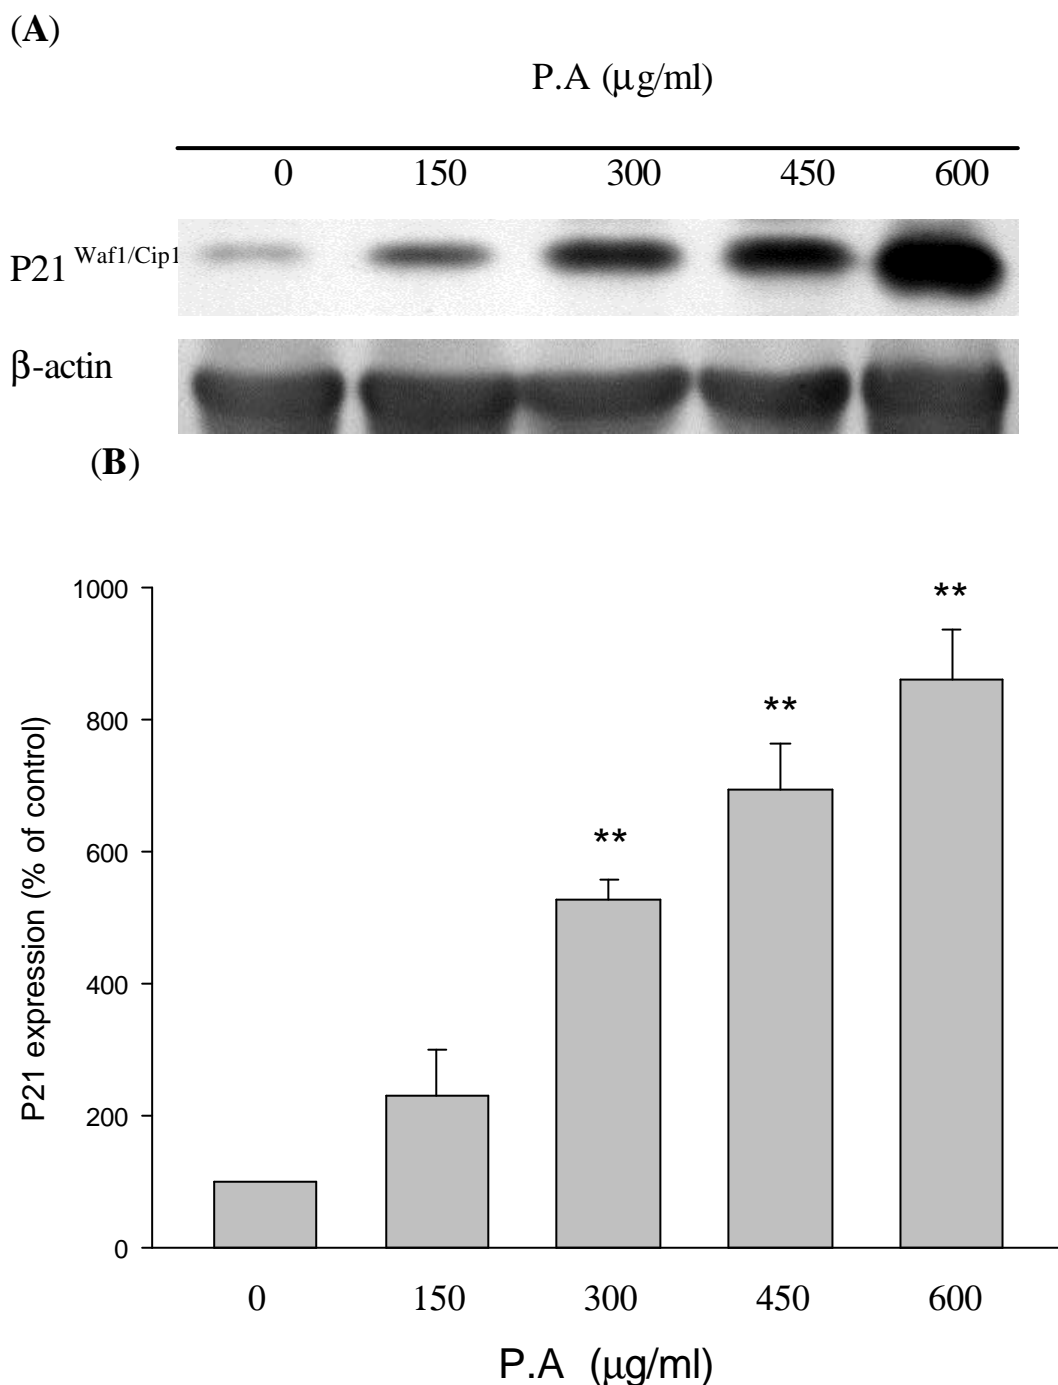 (A)
P.A (μg/ml)
0 150 300 450 600
P21 Waf1/Cip1
β-actin
(B)
1000
**
800
**
600
**
400
200
0
P21 expression (% of control)
0 150 300 450 600
P.A (μg/ml)